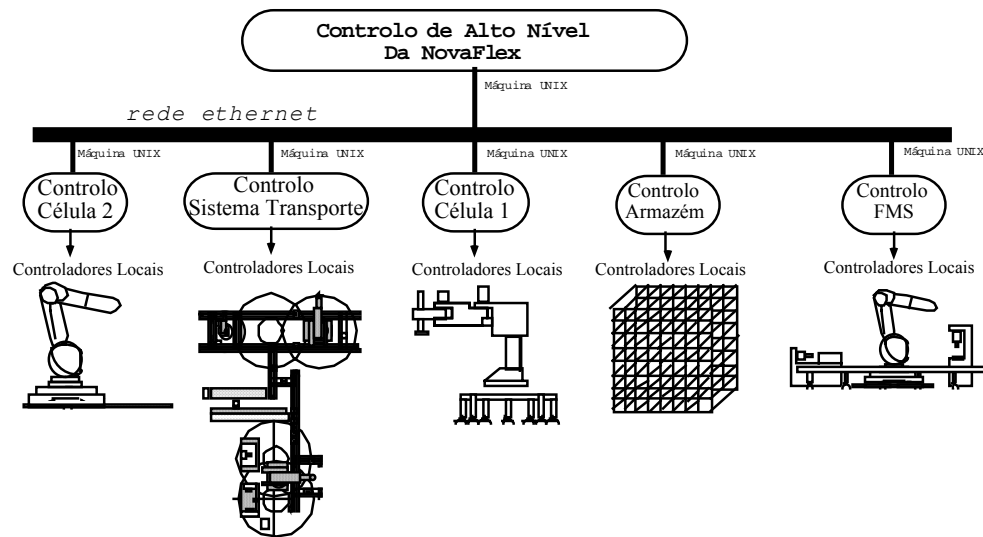 Controlo de Alto Nível
Da NovaFlex
Máquina UNIX
rede ethernet
Máquina UNIX
Máquina UNIX
Máquina UNIX
Máquina UNIX
Máquina UNIX
Controlo
Célula 2
Controlo
Sistema Transporte
Controlo
Célula 1
Controlo
Armazém
Controlo
FMS
Controladores Locais
Controladores Locais
Controladores Locais
Controladores Locais
Controladores Locais